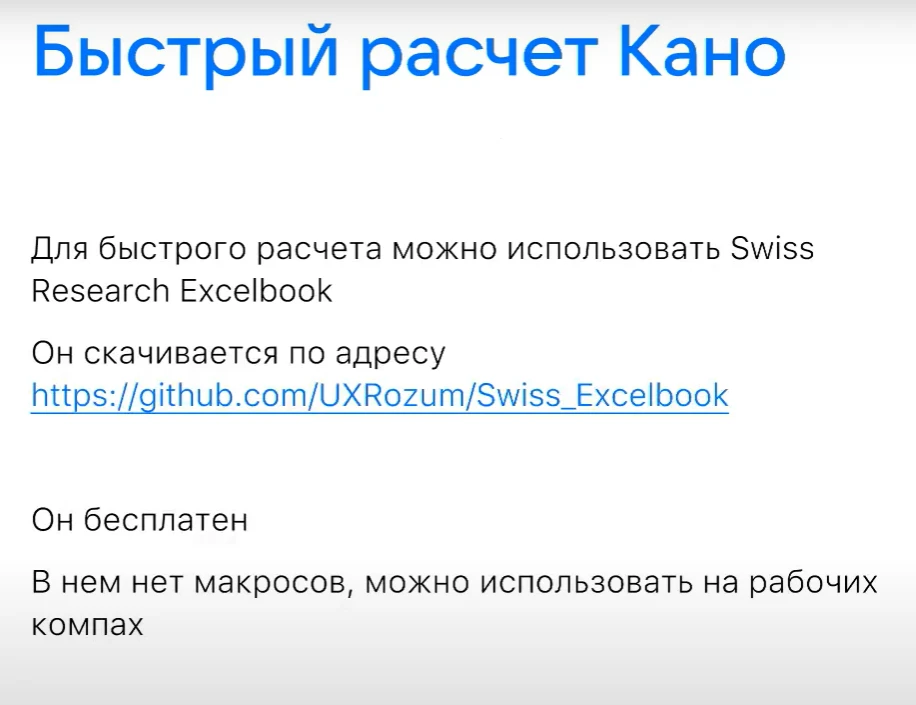 Быстрый расчет Кано
Для быстрого расчета можно использовать Swiss
Research Excelbook
Он скачивается по адресу
https://github.com/UXRozum/Swiss_Excelbook
Он бесплатен
В нем нет макросов, можно использовать на рабочих
компах